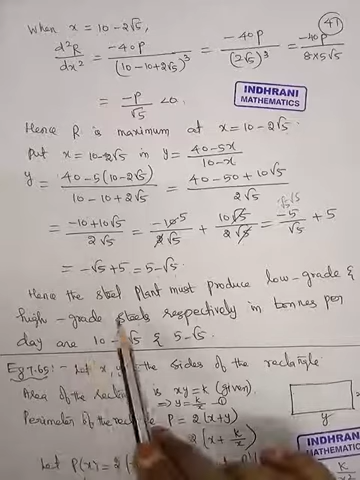 When x = 10-2√5
41
d²R/dx² = -40P/(10-10+2√5)³ = -40P/(2√5)³ = -40P/8×5√5
= -P/√5 <0.
INDHRANI
MATHEMATICS
Hence R is maximum at x = 10-2√5
Put x = 10-2√5 in y = 40-5x/10-x
y = 40-5(10-2√5)/10-10+2√5 = 40-50+10√5/2√5
= -10+10√5/2√5 = -10 5/2√5 + 10√5/2√5 = -5/√5 + 5
= -√5+5 = 5-√5.
Hence the Steel Plant must produce low-grade &
high-grade steels respectively in tonnes per
day are 10-2√5 & 5-√5.
Eg 7.65:- Let x, y the sides of the rectangle
Area of the is xy = k (given)
⇒ y = k/x -①
Perimeter of the P = 2(x+y)
= 2(x + k/x)
y
INDHRANI
Let P(x) = 2(